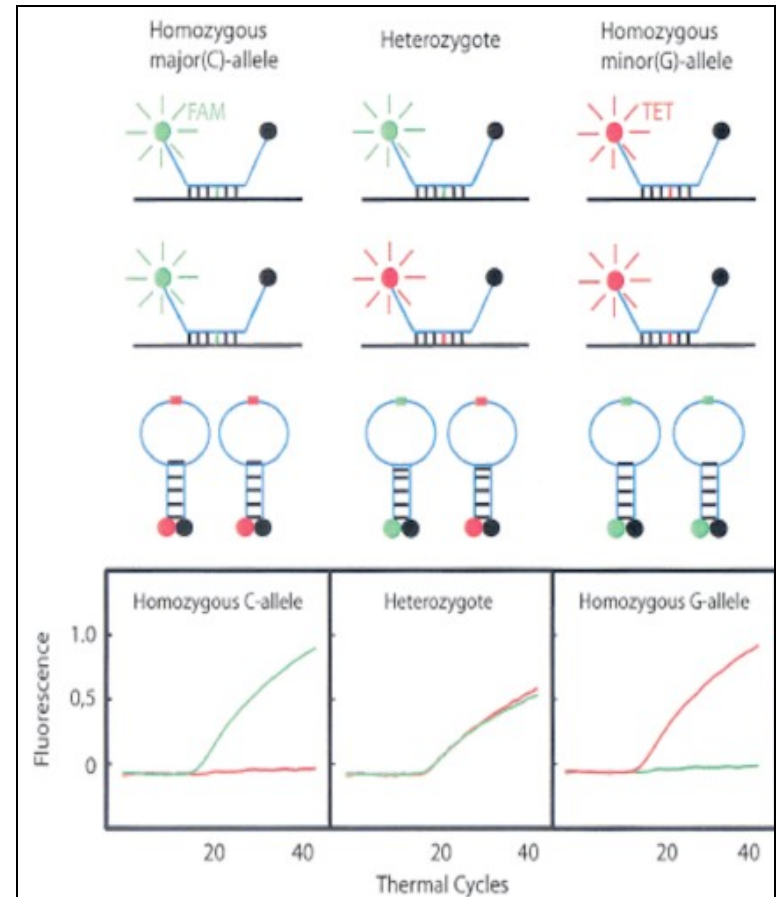 Homozygous
major(C)-allele
Heterozygote
Homozygous
minor(G)-allele
FAM
TET
Homozygous C-allele
Heterozygote
Homozygous G-allele
Fluorescence
1.0
0,5
0
20
40
20
40
20
40
Thermal Cycles